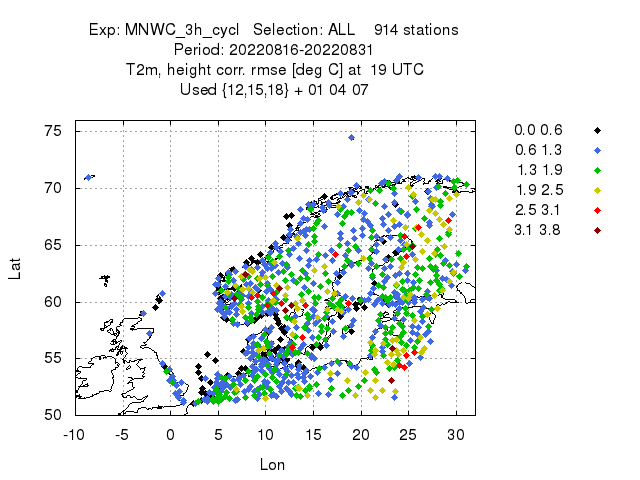 Exp: MNWC_3h_cycl   Selection: ALL    914 stations
Period: 20220816-20220831
T2m, height corr. rmse [deg C] at  19 UTC
Used {12,15,18} + 01 04 07
0.0 0.6
0.6 1.3
1.3 1.9
1.9 2.5
2.5 3.1
3.1 3.8
75
70
65
60
55
50
Lat
-10 -5 0 5 10 15 20 25 30
Lon